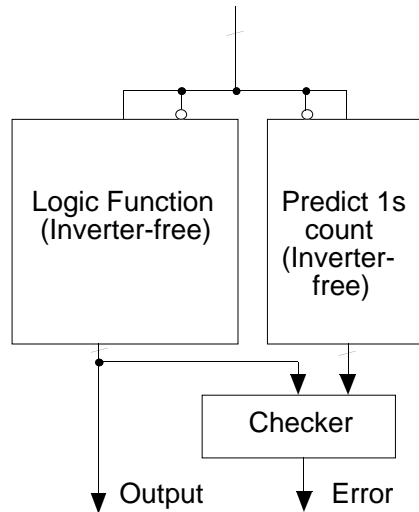 Logic Function
(Inverter-free)
Predict 1s
count
(Inverter-
free)
Checker
Output
Error